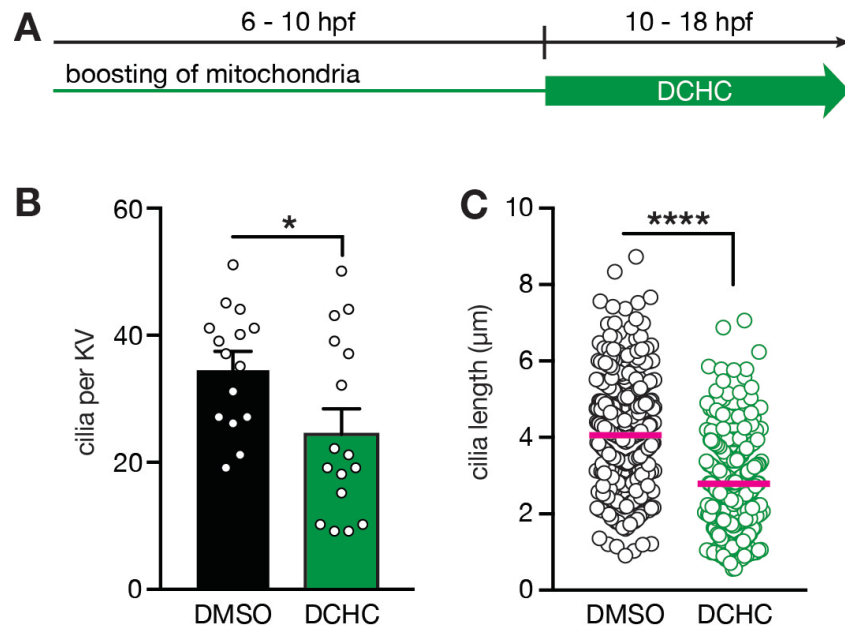 A
6 - 10 hpf
10 - 18 hpf
boosting of mitochondria
DCHC
B
60
40
20
0
cilia per KV
*
DMSO
DCHC
C
10
8
6
4
2
0
cilia length (µm)
****
DMSO
DCHC